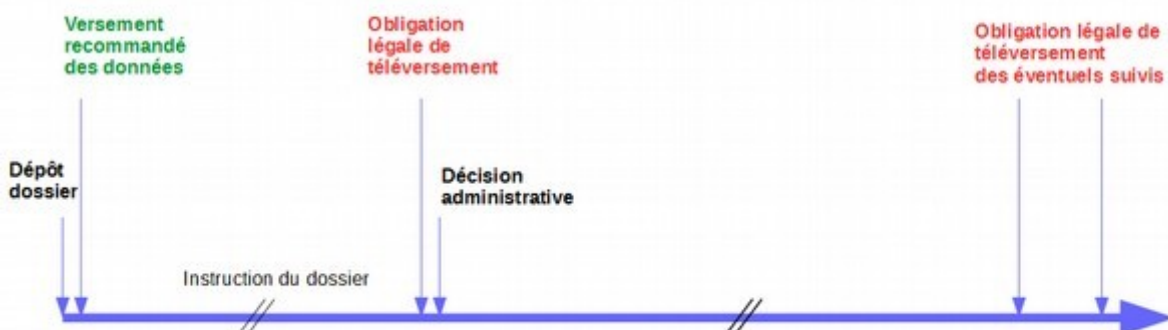 Versement
recommandé
des données
Obligation
légale de
téléversement
Obligation légale de
téléversement
des éventuels suivis
Dépôt
dossier
Décision
administrative
Instruction du dossier